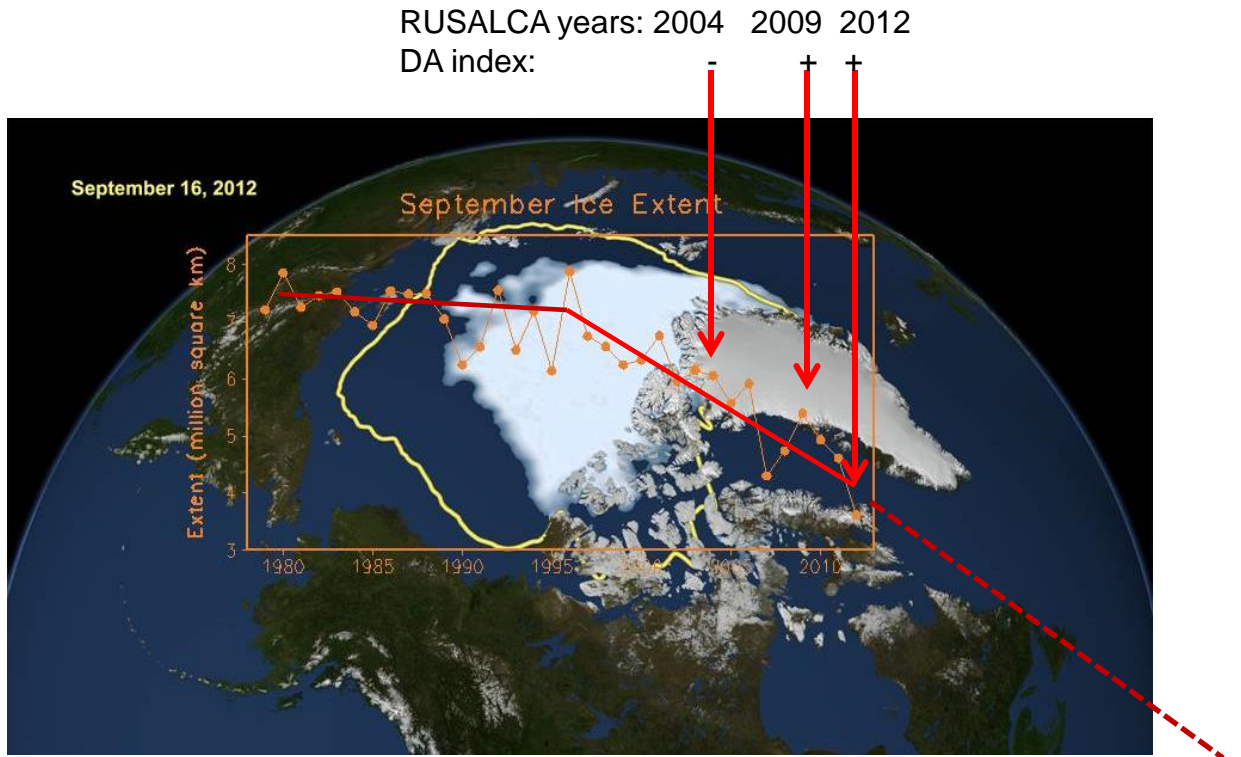 RUSALCA years: 2004 2009 2012
DA index: - + +
September 16, 2012
September Ice Extent
Extent (million square km)
8
7
6
5
4
3
1980 1985 1990 1995 2005 2010